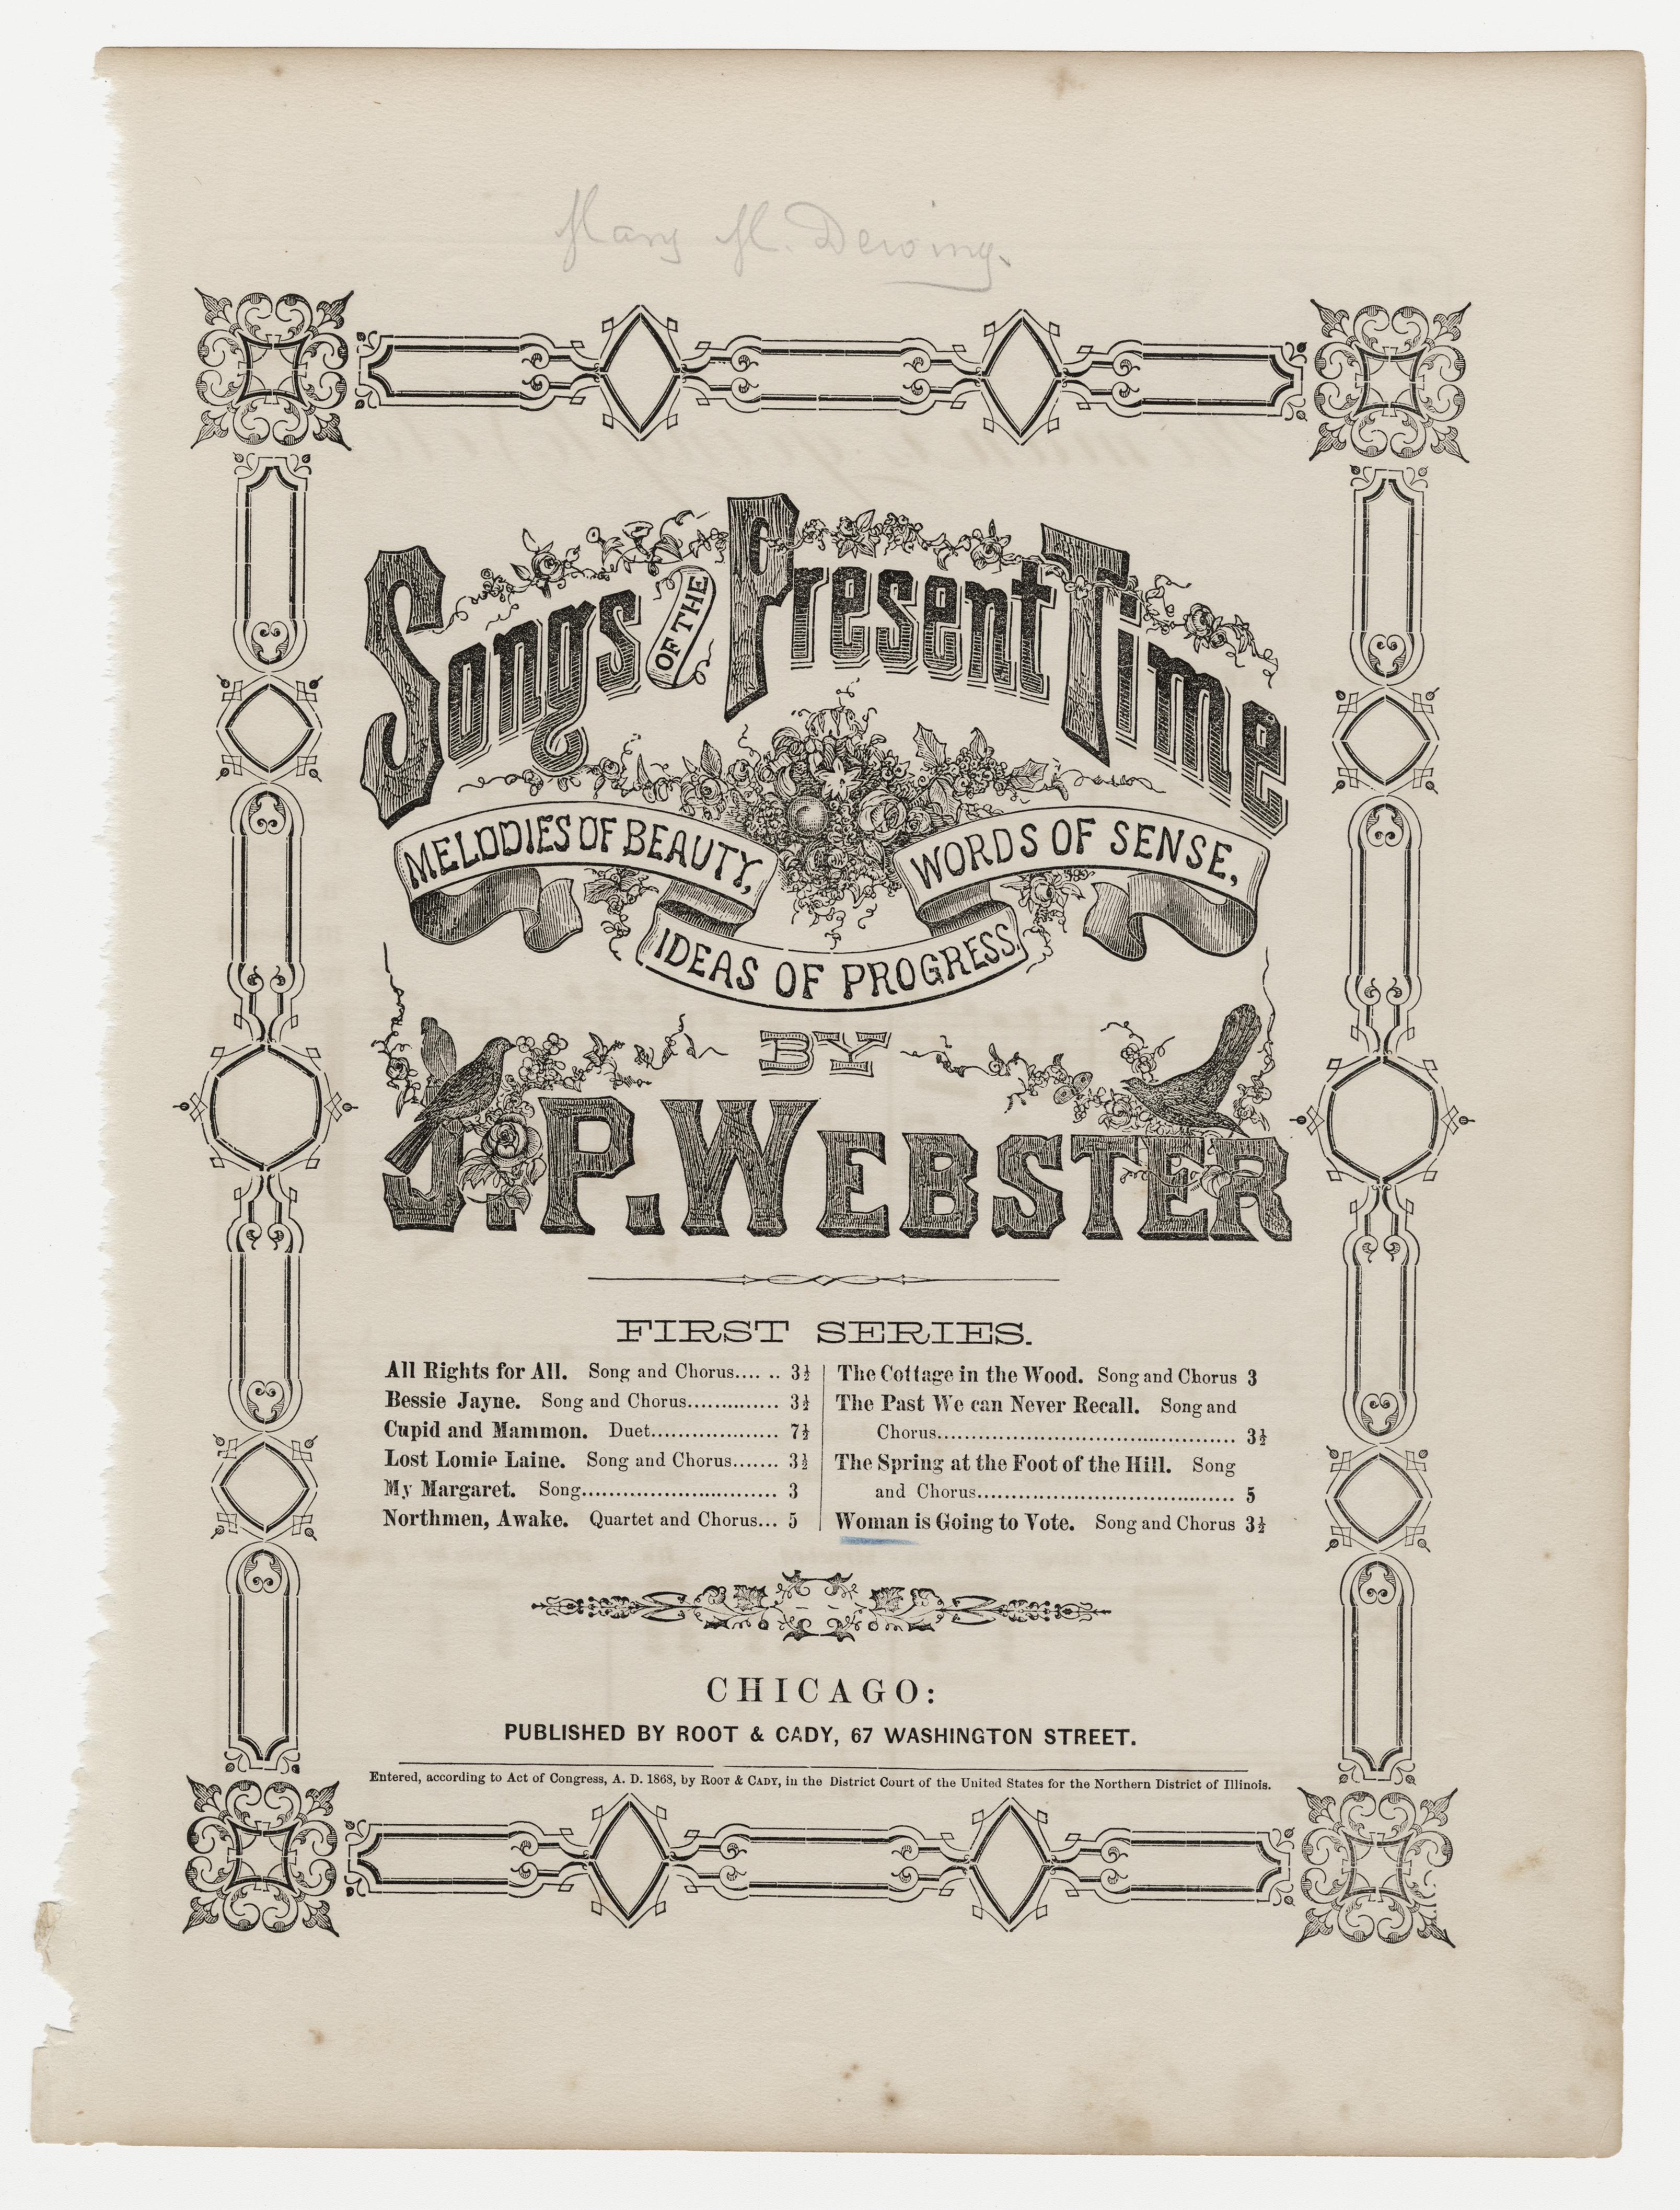 Mary M. Dewing.
Songs OF THE Present Time
MELODIES OF BEAUTY, WORDS OF SENSE,
IDEAS OF PROGRESS.
BY
J. P. WEBSTER
FIRST SERIES.
All Rights for All. Song and Chorus.... .. 3½
Bessie Jayne. Song and Chorus.............. 3½
Cupid and Mammon. Duet................... 7½
Lost Lomie Laine. Song and Chorus....... 3½
My Margaret. Song............................ 3
Northmen, Awake. Quartet and Chorus... 5
The Cottage in the Wood. Song and Chorus 3
The Past We can Never Recall. Song and
Chorus............................................ 3½
The Spring at the Foot of the Hill. Song
and Chorus...................................... 5
Woman is Going to Vote. Song and Chorus 3½
CHICAGO:
PUBLISHED BY ROOT & CADY, 67 WASHINGTON STREET.
Entered, according to Act of Congress, A. D. 1868, by ROOT & CADY, in the District Court of the United States for the Northern District of Illinois.